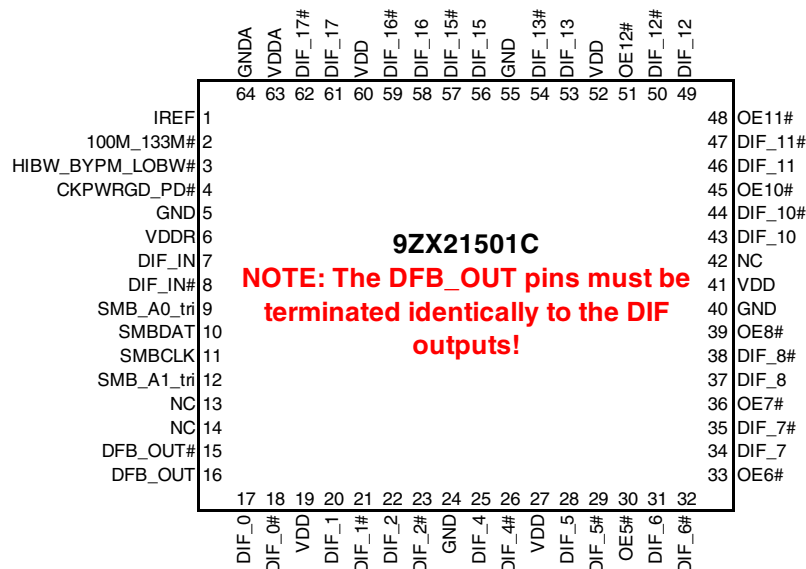 GNDA
VDDA
DIF_17#
DIF_17
VDD
DIF_16#
DIF_16
DIF_15#
DIF_15
GND
DIF_13#
DIF_13
VDD
OE12#
DIF_12#
DIF_12
64 63 62 61 60 59 58 57 56 55 54 53 52 51 50 49
IREF 1
100M_133M# 2
HIBW_BYPM_LOBW# 3
CKPWRGD_PD# 4
GND 5
VDDR 6
DIF_IN 7
DIF_IN# 8
SMB_A0_tri 9
SMBDAT 10
SMBCLK 11
SMB_A1_tri 12
NC 13
NC 14
DFB_OUT# 15
DFB_OUT 16
9ZX21501C
NOTE: The DFB_OUT pins must be
terminated identically to the DIF
outputs!
48 OE11#
47 DIF_11#
46 DIF_11
45 OE10#
44 DIF_10#
43 DIF_10
42 NC
41 VDD
40 GND
39 OE8#
38 DIF_8#
37 DIF_8
36 OE7#
35 DIF_7#
34 DIF_7
33 OE6#
17 18 19 20 21 22 23 24 25 26 27 28 29 30 31 32
DIF_0
DIF_0#
VDD
DIF_1
DIF_1#
DIF_2
DIF_2#
GND
DIF_4
DIF_4#
VDD
DIF_5
DIF_5#
OE5#
DIF_6
DIF_6#